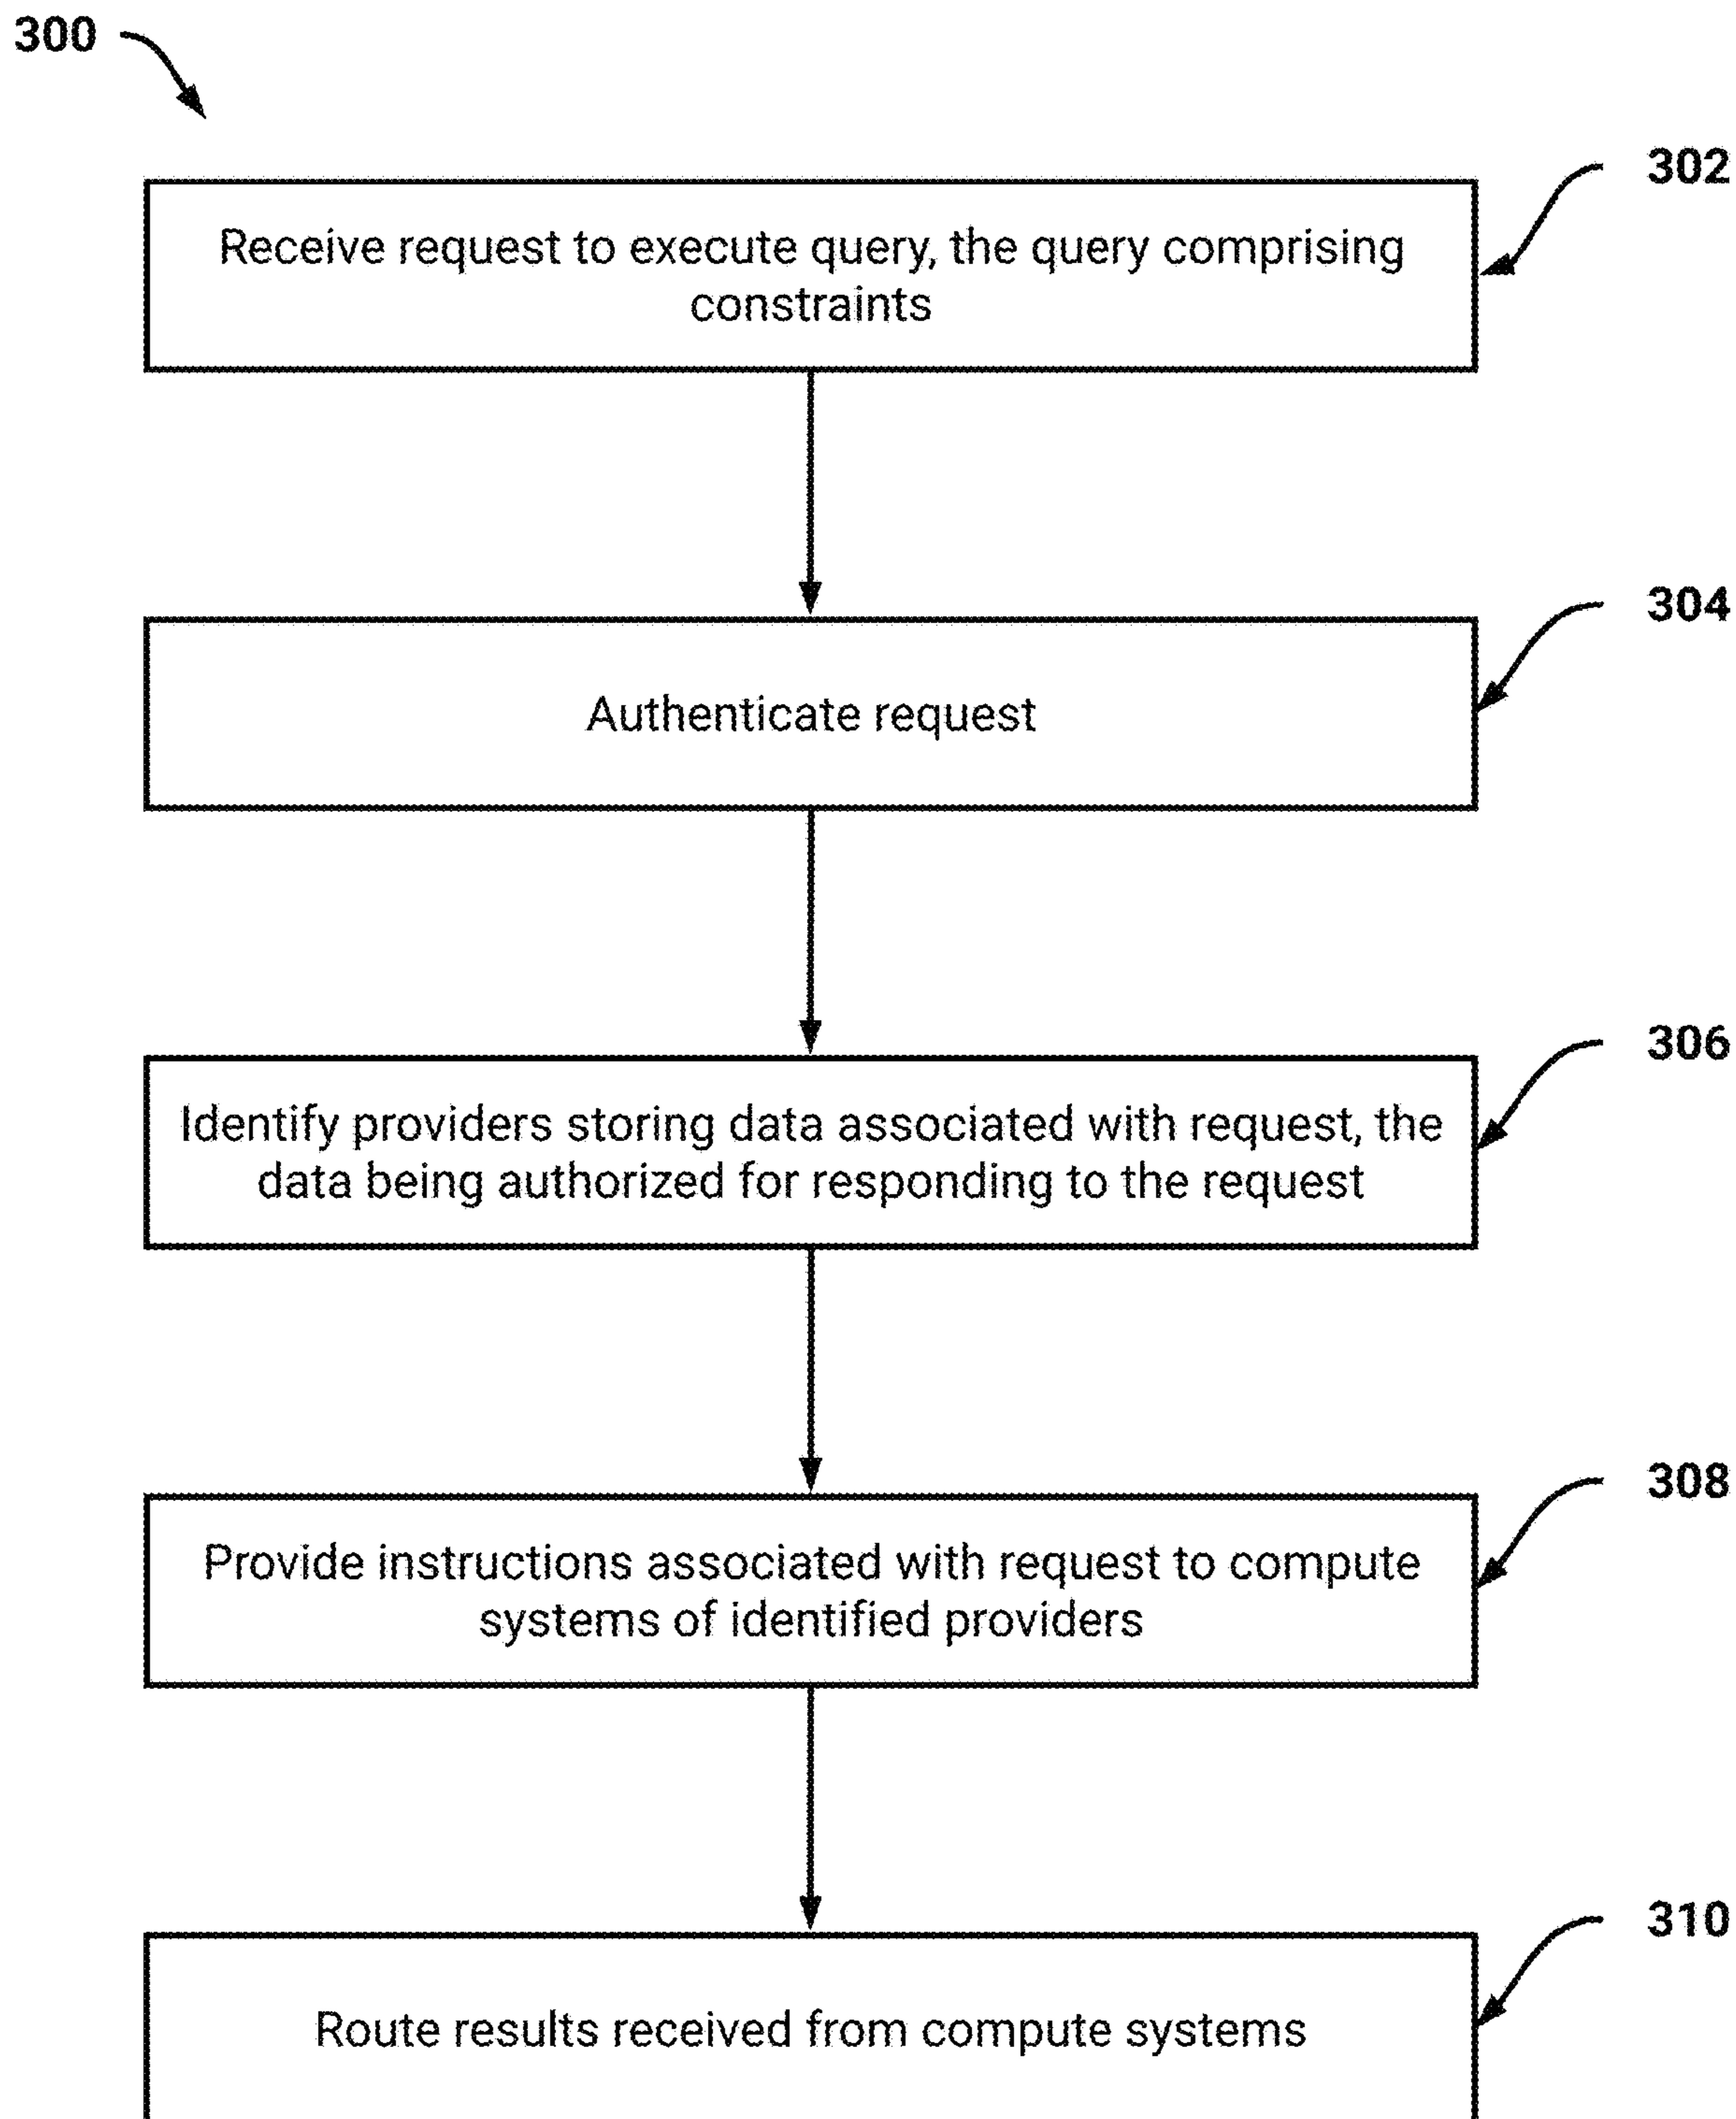 300
302
Receive request to execute query, the query comprising
constraints
304
Authenticate request
306
Identify providers storing data associated with request, the
data being authorized for responding to the request
308
Provide instructions associated with request to compute
systems of identified providers
310
Route results received from compute systems